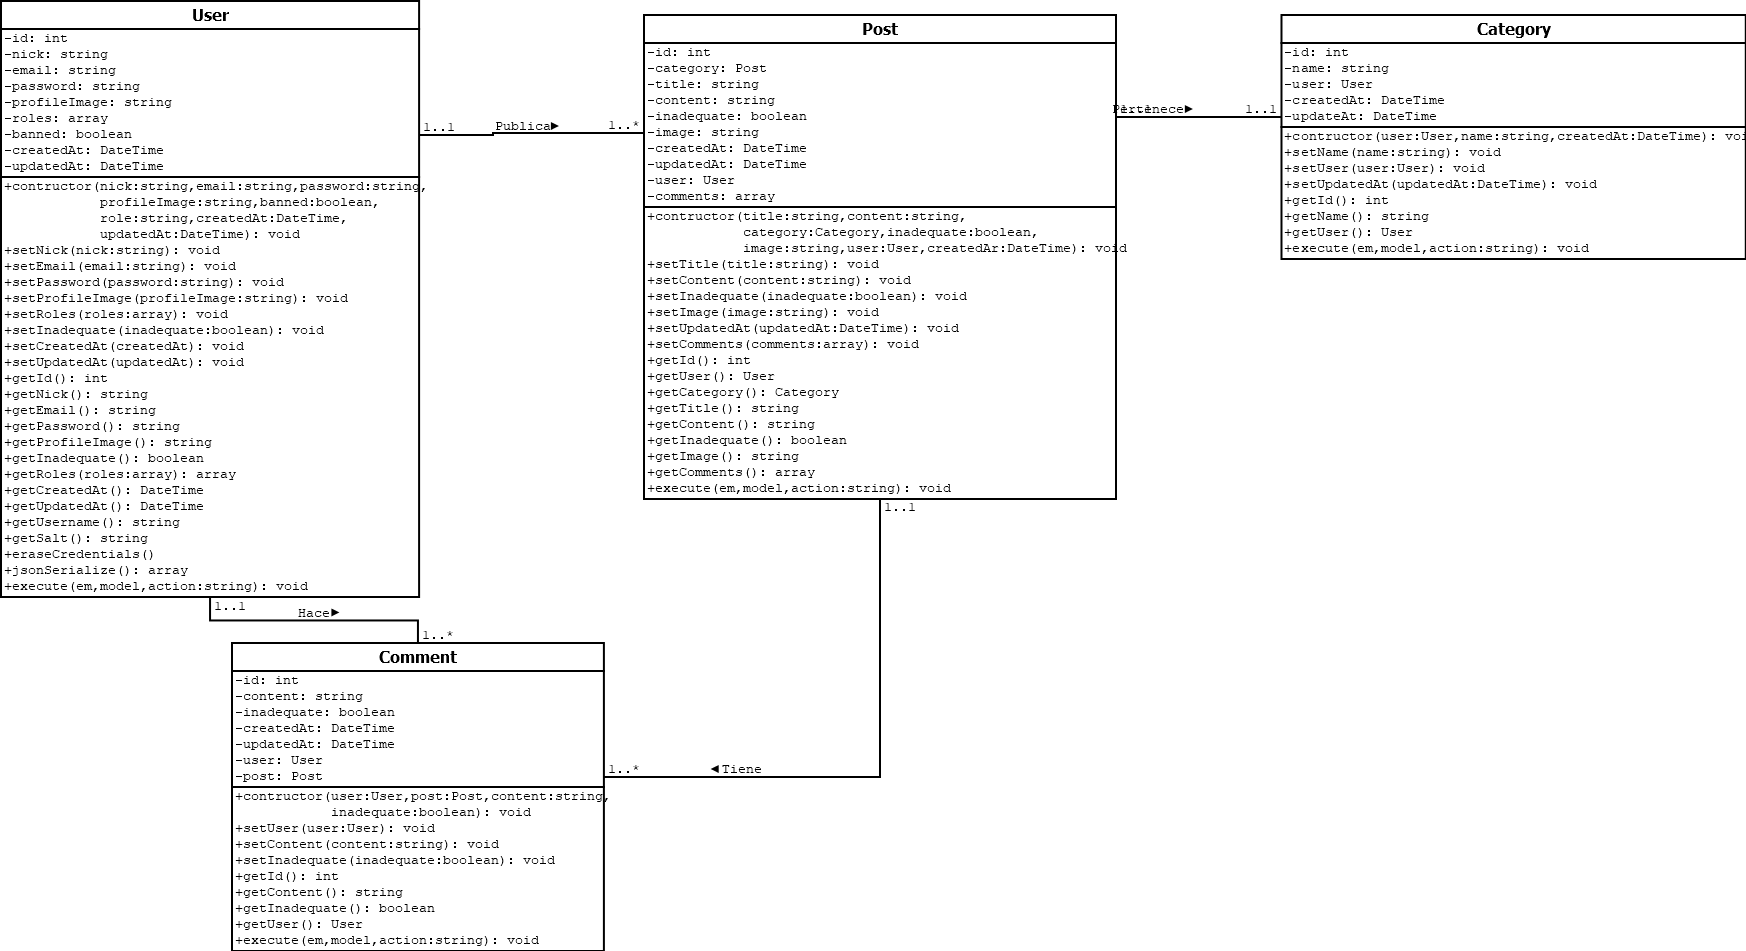 User
-id: int
-nick: string
-email: string
-password: string
-profileImage: string
-roles: array
-banned: boolean
-createdAt: DateTime
-updatedAt: DateTime
+contructor(nick:string,email:string,password:string,
profileImage:string,banned:boolean,
role:string,createdAt:DateTime,
updatedAt:DateTime): void
+setNick(nick:string): void
+setEmail(email:string): void
+setPassword(password:string): void
+setProfileImage(profileImage:string): void
+setRoles(roles:array): void
+setInadequate(inadequate:boolean): void
+setCreatedAt(createdAt): void
+setUpdatedAt(updatedAt): void
+getId(): int
+getNick(): string
+getEmail(): string
+getPassword(): string
+getProfileImage(): string
+getInadequate(): boolean
+getRoles(roles:array): array
+getCreatedAt(): DateTime
+getUpdatedAt(): DateTime
+getUsername(): string
+getSalt(): string
+eraseCredentials()
+jsonSerialize(): array
+execute(em,model,action:string): void
1..1
Publica►
1..*
Post
-id: int
-category: Post
-title: string
-content: string
-inadequate: boolean
-image: string
-createdAt: DateTime
-updatedAt: DateTime
-user: User
-comments: array
+contructor(title:string,content:string,
category:Category,inadequate:boolean,
image:string,user:User,createdAr:DateTime): void
+setTitle(title:string): void
+setContent(content:string): void
+setInadequate(inadequate:boolean): void
+setImage(image:string): void
+setUpdatedAt(updatedAt:DateTime): void
+setComments(comments:array): void
+getId(): int
+getUser(): User
+getCategory(): Category
+getTitle(): string
+getContent(): string
+getInadequate(): boolean
+getImage(): string
+getComments(): array
+execute(em,model,action:string): void
Pertenece►
1..1
Category
-id: int
-name: string
-user: User
-createdAt: DateTime
-updateAt: DateTime
+contructor(user:User,name:string,createdAt:DateTime): voi
+setName(name:string): void
+setUser(user:User): void
+setUpdatedAt(updatedAt:DateTime): void
+getId(): int
+getName(): string
+getUser(): User
+execute(em,model,action:string): void
1..1
1..1
Hace►
1..*
Comment
-id: int
-content: string
-inadequate: boolean
-createdAt: DateTime
-updatedAt: DateTime
-user: User
-post: Post
+contructor(user:User,post:Post,content:string,
inadequate:boolean): void
+setUser(user:User): void
+setContent(content:string): void
+setInadequate(inadequate:boolean): void
+getId(): int
+getContent(): string
+getInadequate(): boolean
+getUser(): User
+execute(em,model,action:string): void
1..*
◄Tiene